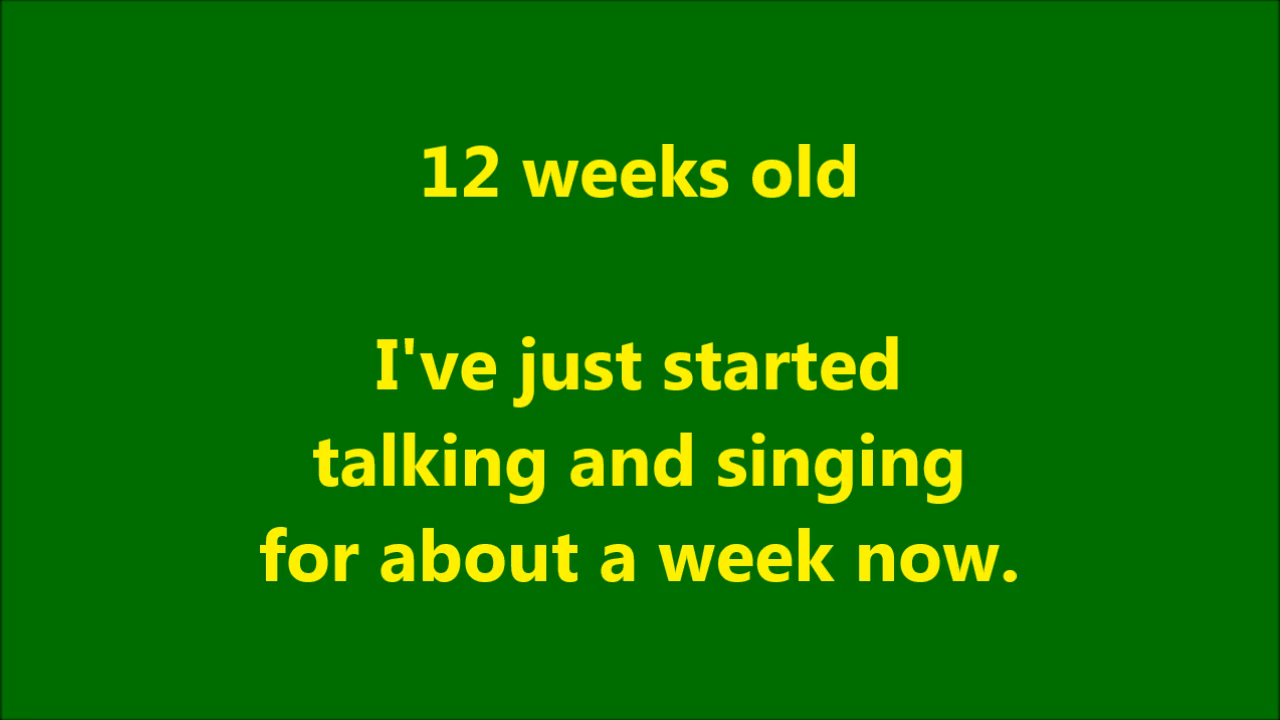 12 weeks old
I've just started
talking and singing
for about a week now.